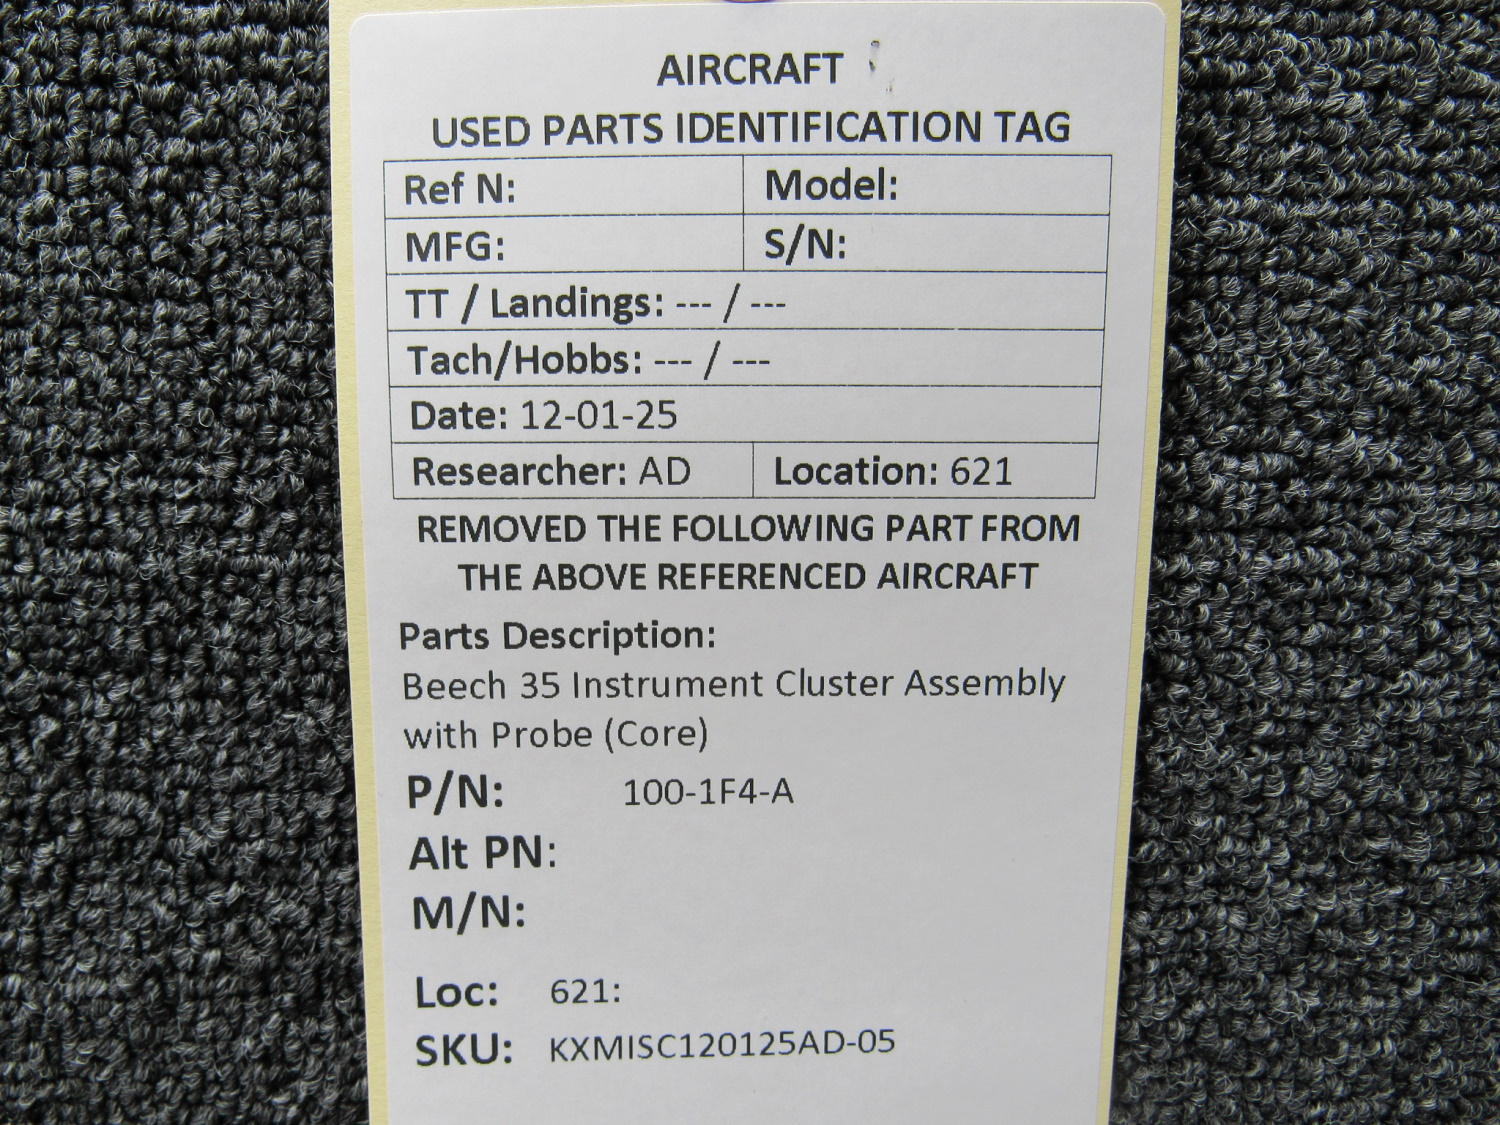 AIRCRAFT
USED PARTS IDENTIFICATION TAG
Ref N: Model:
MFG: S/N:
TT / Landings: --- / ---
Tach/Hobbs: --- / ---
Date: 12-01-25
Researcher: AD Location: 621
REMOVED THE FOLLOWING PART FROM
THE ABOVE REFERENCED AIRCRAFT
Parts Description:
Beech 35 Instrument Cluster Assembly
with Probe (Core)
P/N: 100-1F4-A
Alt PN:
M/N:
Loc: 621:
SKU: KXMISC120125AD-05